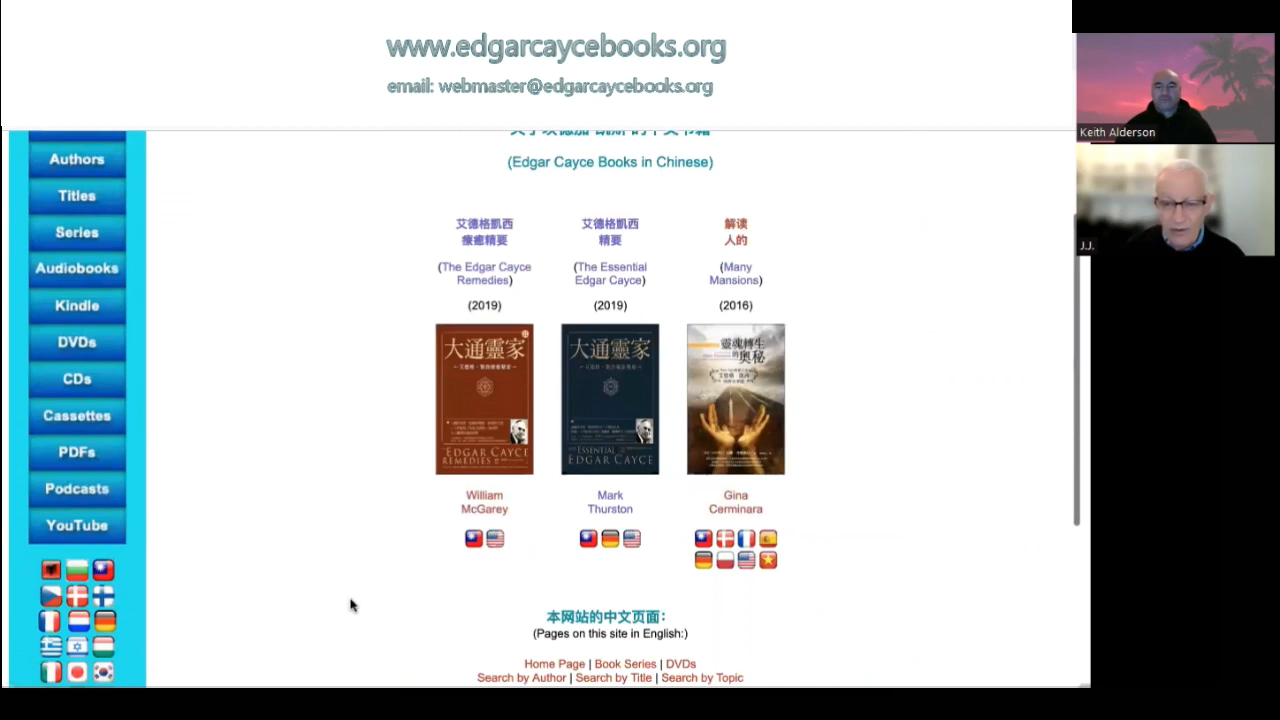 www.edgarcaycebooks.org
email: webmaster@edgarcaycebooks.org
Keith Alderson
J.J.
Authors
Titles
Series
Audiobooks
Kindle
DVDs
CDs
Cassettes
PDFs
Podcasts
YouTube
(Edgar Cayce Books in Chinese)
艾德格凱西
療癒精要
(The Edgar Cayce
Remedies)
(2019)
大通靈家
EDGAR CAYCE
REMEDIES
William
McGarey
艾德格凱西
精要
(The Essential
Edgar Cayce)
(2019)
大通靈家
ESSENTIAL
EDGAR CAYCE
Mark
Thurston
解读
人的
(Many
Mansions)
(2016)
靈魂轉生
的奧秘
Gina
Cerminara
本网站的中文页面：
(Pages on this site in English:)
Home Page | Book Series | DVDs
Search by Author | Search by Title | Search by Topic